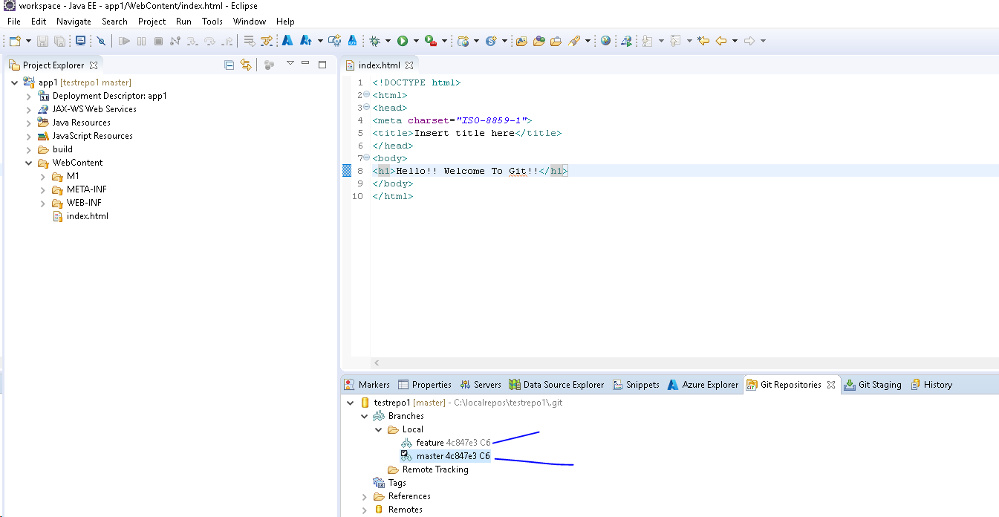 workspace - Java EE - app1/WebContent/index.html - Eclipse
File Edit Navigate Search Project Run Tools Window Help
Project Explorer
app1 [testrepo1 master]
Deployment Descriptor: app1
JAX-WS Web Services
Java Resources
JavaScript Resources
build
WebContent
M1
META-INF
WEB-INF
index.html
index.html
1 <!DOCTYPE html>
2 <html>
3 <head>
4 <meta charset="ISO-8859-1">
5 <title>Insert title here</title>
6 </head>
7 <body>
8 <h1>Hello!! Welcome To Git!!</h1>
9 </body>
10 </html>
Markers Properties Servers Data Source Explorer Snippets Azure Explorer Git Repositories Git Staging History
testrepo1 [master] - C:\localrepos\testrepo1\.git
Branches
Local
feature 4c847e3 C6
master 4c847e3 C6
Remote Tracking
Tags
References
Remotes